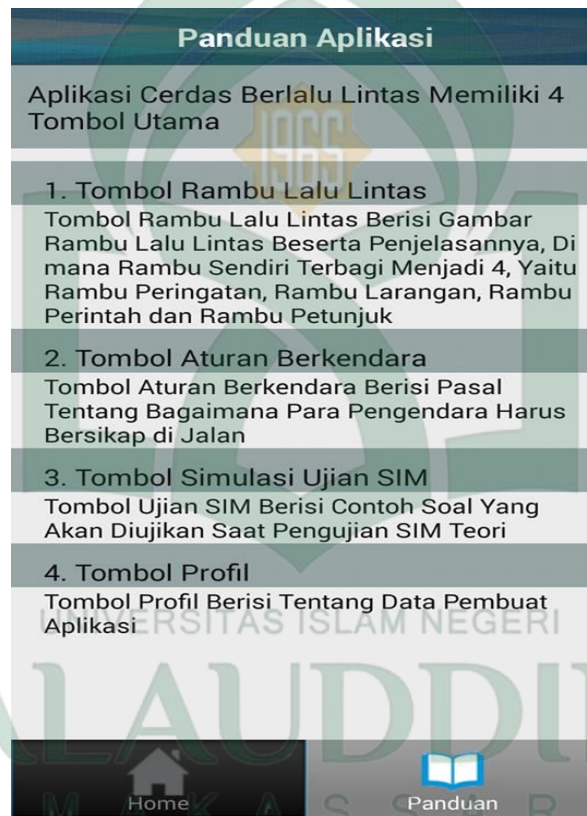 Panduan Aplikasi
Aplikasi Cerdas Berlalu Lintas Memiliki 4
Tombol Utama
1965
1. Tombol Rambu Lalu Lintas
Tombol Rambu Lalu Lintas Berisi Gambar
Rambu Lalu Lintas Beserta Penjelasannya, Di
mana Rambu Sendiri Terbagi Menjadi 4, Yaitu
Rambu Peringatan, Rambu Larangan, Rambu
Perintah dan Rambu Petunjuk
2. Tombol Aturan Berkendara
Tombol Aturan Berkendara Berisi Pasal
Tentang Bagaimana Para Pengendara Harus
Bersikap di Jalan
3. Tombol Simulasi Ujian SIM
Tombol Ujian SIM Berisi Contoh Soal Yang
Akan Diujikan Saat Pengujian SIM Teori
4. Tombol Profil
Tombol Profil Berisi Tentang Data Pembuat
Aplikasi
UNIVERSITAS ISLAM NEGERI
ALAUDDI
Home
Panduan
M A K A S S A R